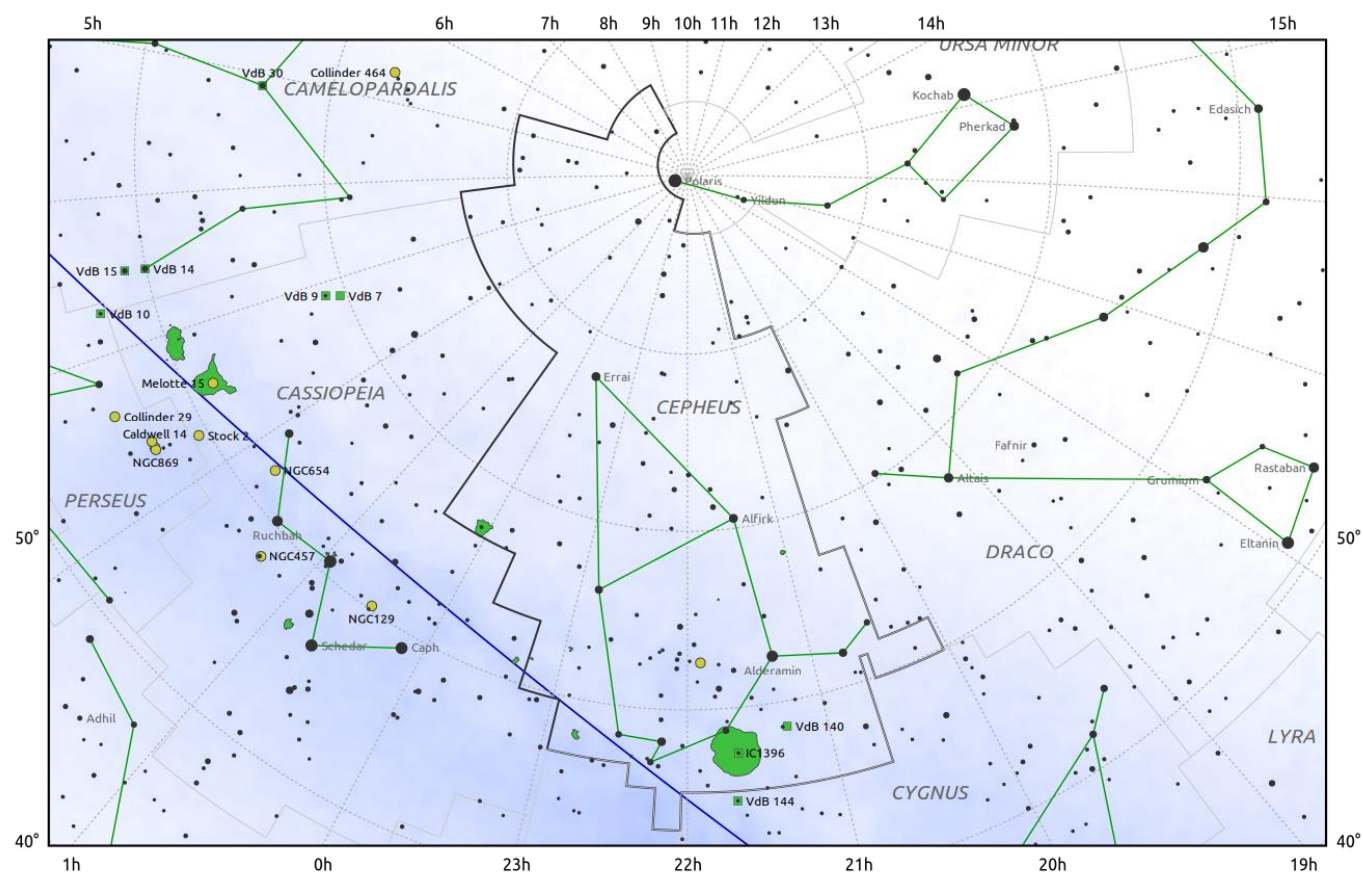 5h 6h 7h 8h 9h 10h 11h 12h 13h 14h 15h
URSA MINOR
VdB 30
Collinder 464
CAMELOPARDALIS
Kochab
Edasich
Pherkad
Polaris
Yildun
VdB 15
VdB 14
VdB 9
VdB 7
VdB 10
Errai
Melotte 15
CASSIOPEIA
CEPHEUS
Collinder 29
Caldwell 14
Stock 2
Fafnir
NGC869
NGC654
Rastaban
Altais
Grumium
PERSEUS
Alfirk
Ruchbah
50°
50°
Eltanin
NGC457
DRACO
NGC129
Schedar
Caph
Alderamin
Adhil
VdB 140
LYRA
IC1396
CYGNUS
VdB 144
40°
40°
1h 0h 23h 22h 21h 20h 19h